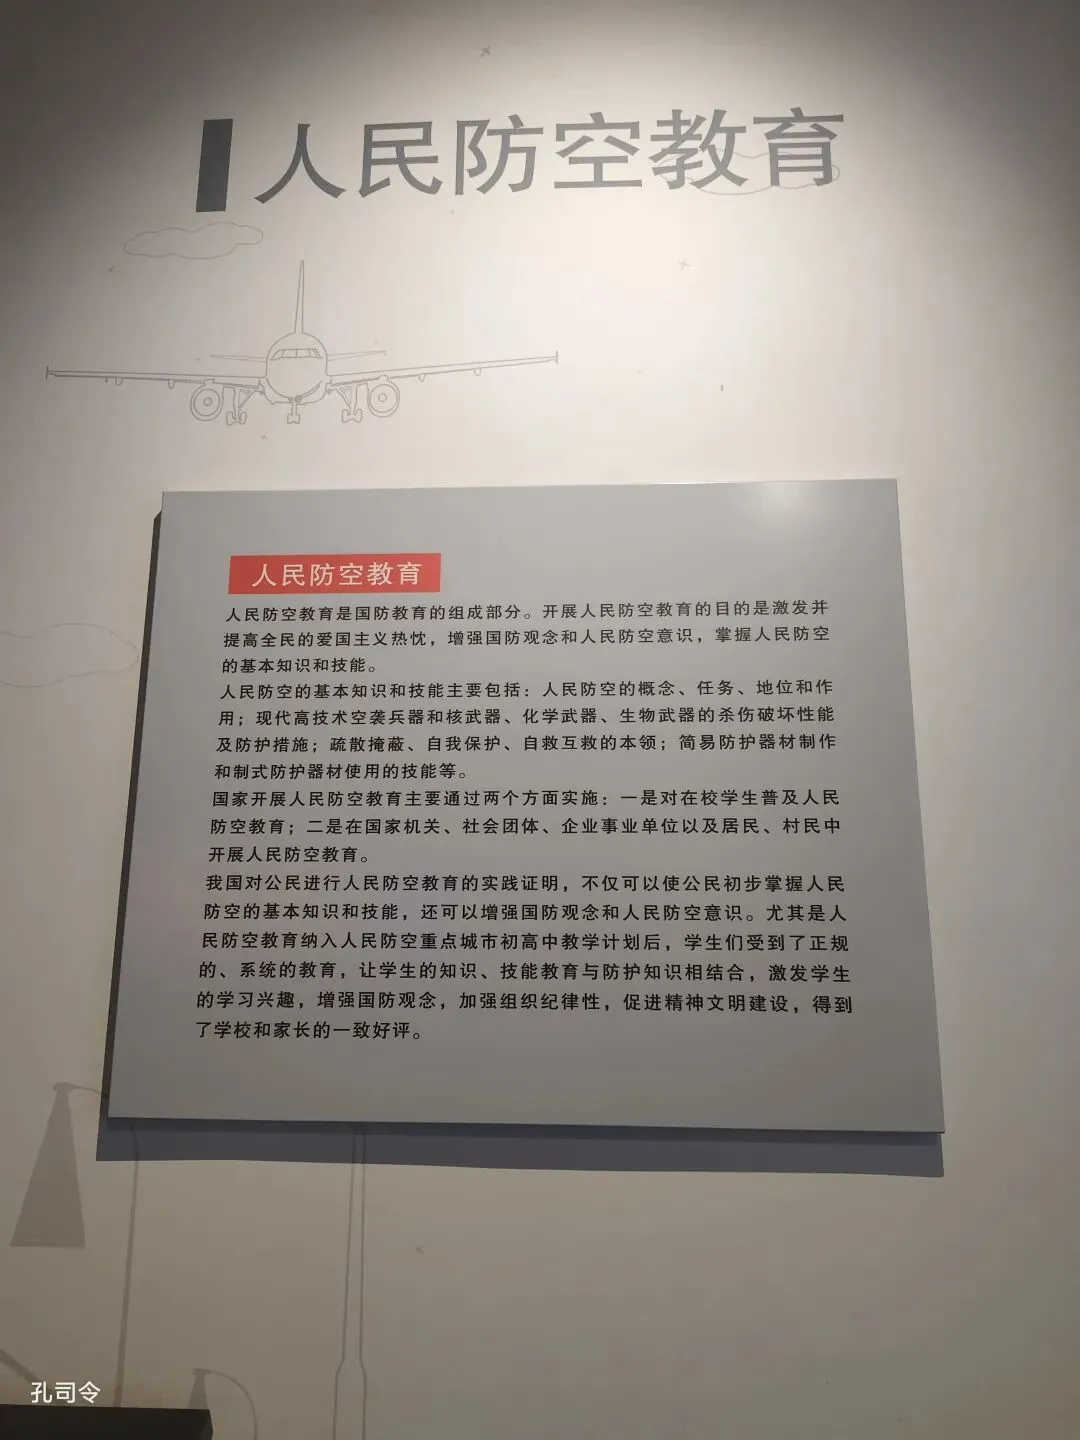 人民防空教育
人民防空教育
人民防空教育是国防教育的组成部分。开展人民防空教育的目的是激发并
提高全民的爱国主义热忱，增强国防观念和人民防空意识，掌握人民防空
的基本知识和技能。
人民防空的基本知识和技能主要包括：人民防空的概念、任务、地位和作
用；现代高技术空袭兵器和核武器、化学武器、生物武器的杀伤破坏性能
及防护措施；疏散掩蔽、自我保护、自救互救的本领；简易防护器材制作
和制式防护器材使用的技能等。
国家开展人民防空教育主要通过两个方面实施：一是对在校学生普及人民
防空教育；二是在国家机关、社会团体、企业事业单位以及居民、村民中
开展人民防空教育。
我国对公民进行人民防空教育的实践证明，不仅可以使公民初步掌握人民
防空的基本知识和技能，还可以增强国防观念和人民防空意识。尤其是人
民防空教育纳入人民防空重点城市初高中教学计划后，学生们受到了正规
的、系统的教育，让学生的知识、技能教育与防护知识相结合，激发学生
的学习兴趣，增强国防观念，加强组织纪律性，促进精神文明建设，得到
了学校和家长的一致好评。
孔司令